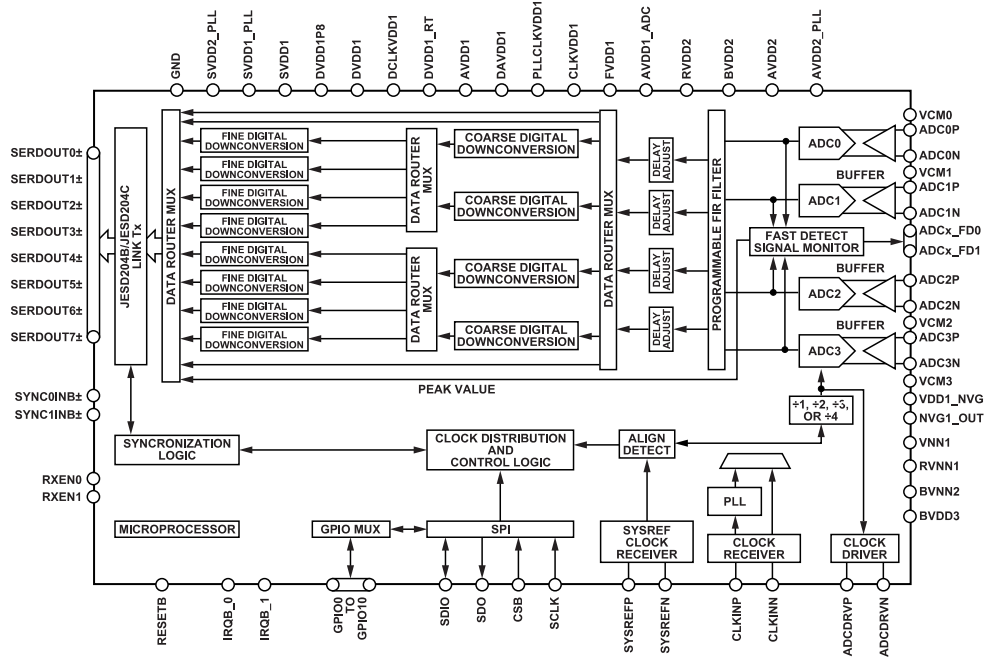 GND
SVDD2_PLL
SVDD1_PLL
SVDD1
DVDD1P8
DVDD1
DCLKVDD1
DVDD1_RT
AVDD1
DAVDD1
PLLCLKVDD1
CLKVDD1
FVDD1
AVDD1_ADC
RVDD2
BVDD2
AVDD2
AVDD2_PLL
SERDOUT0±
SERDOUT1±
SERDOUT2±
SERDOUT3±
SERDOUT4±
SERDOUT5±
SERDOUT6±
SERDOUT7±
SYNC0INB±
SYNC1INB±
RXEN0
RXEN1
JESD204B/JESD204C
LINK Tx
DATA ROUTER MUX
FINE DIGITAL
DOWNCONVERSION
FINE DIGITAL
DOWNCONVERSION
FINE DIGITAL
DOWNCONVERSION
FINE DIGITAL
DOWNCONVERSION
FINE DIGITAL
DOWNCONVERSION
FINE DIGITAL
DOWNCONVERSION
FINE DIGITAL
DOWNCONVERSION
FINE DIGITAL
DOWNCONVERSION
DATA ROUTER
MUX
DATA ROUTER
MUX
COARSE DIGITAL
DOWNCONVERSION
COARSE DIGITAL
DOWNCONVERSION
COARSE DIGITAL
DOWNCONVERSION
COARSE DIGITAL
DOWNCONVERSION
DATA ROUTER MUX
DELAY
ADJUST
DELAY
ADJUST
DELAY
ADJUST
DELAY
ADJUST
PROGRAMMABLE FIR FILTER
ADC0
BUFFER
ADC1
FAST DETECT
SIGNAL MONITOR
BUFFER
ADC2
BUFFER
ADC3
PEAK VALUE
÷1, ÷2, ÷3,
OR ÷4
VCM0
ADC0P
ADC0N
VCM1
ADC1P
ADC1N
ADCx_FD0
ADCx_FD1
ADC2P
ADC2N
VCM2
ADC3P
ADC3N
VCM3
VDD1_NVG
NVG1_OUT
VNN1
RVNN1
BVNN2
BVDD3
SYNCRONIZATION
LOGIC
CLOCK DISTRIBUTION
AND
CONTROL LOGIC
ALIGN
DETECT
PLL
MICROPROCESSOR
GPIO MUX
SPI
SYSREF
CLOCK
RECEIVER
CLOCK
RECEIVER
CLOCK
DRIVER
RESETB
IRQB_0
IRQB_1
GPIO0
TO
GPIO10
SDIO
SDO
CSB
SCLK
SYSREFP
SYSREFN
CLKINP
CLKINN
ADCDRVP
ADCDRVN